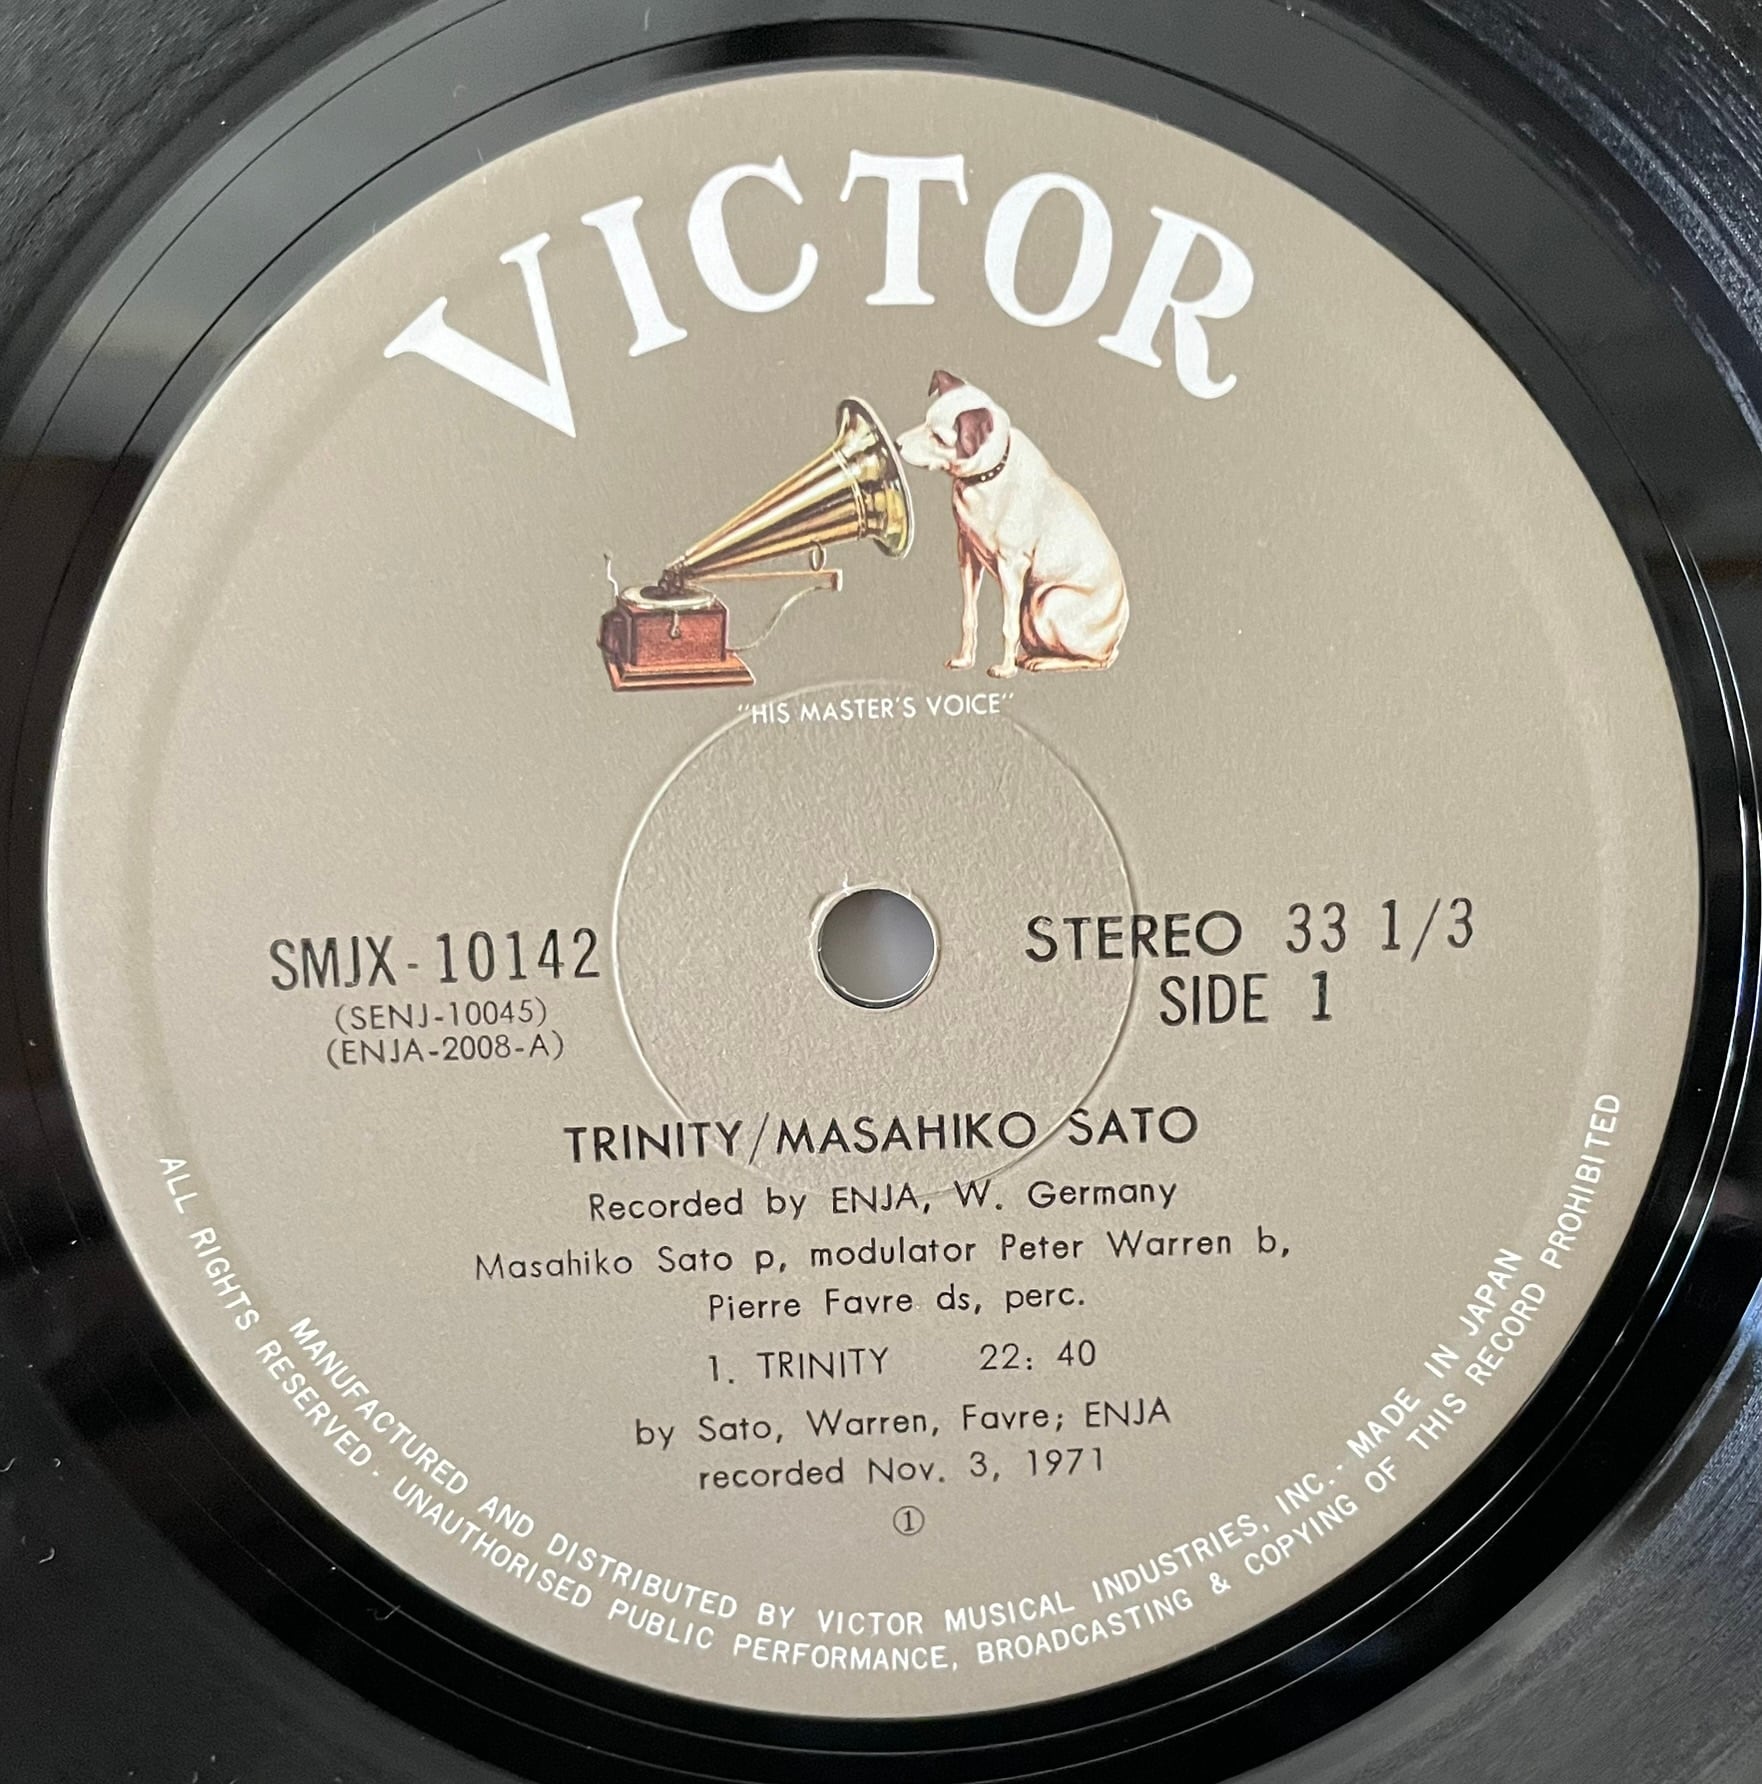 VICTOR
"HIS MASTER'S VOICE"
SMJX-10142
(SENJ-10045)
(ENJA-2008-A)
STEREO 33 1/3
SIDE 1
TRINITY/MASAHIKO SATO
Recorded by ENJA, W. Germany
Masahiko Sato p, modulator Peter Warren b,
Pierre Favre ds, perc.
1. TRINITY 22: 40
by Sato, Warren, Favre; ENJA
recorded Nov. 3, 1971
①
MANUFACTURED AND DISTRIBUTED BY VICTOR MUSICAL INDUSTRIES, INC.· MADE IN JAPAN
ALL RIGHTS RESERVED · UNAUTHORISED PUBLIC PERFORMANCE, BROADCASTING & COPYING OF THIS RECORD PROHIBITED